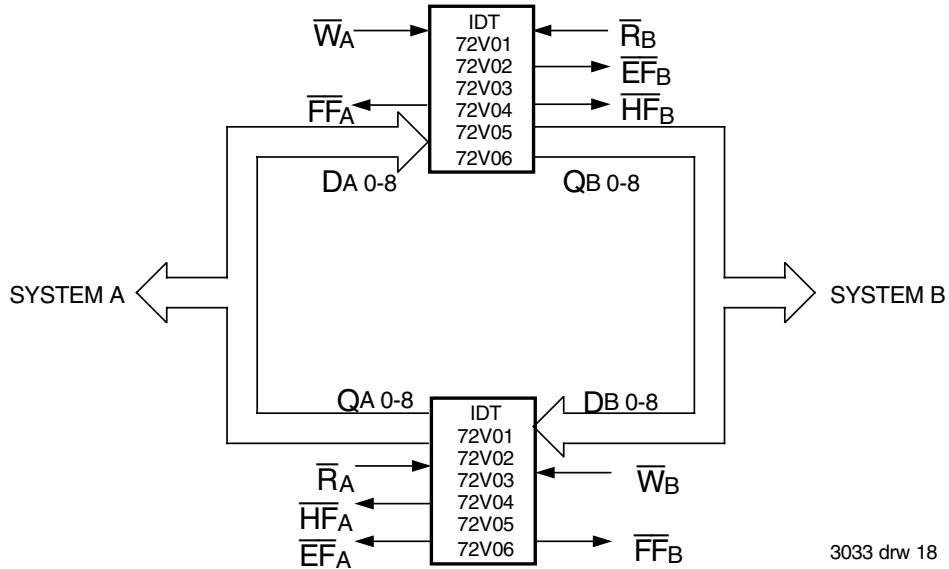 W̅A
IDT
72V01
72V02
72V03
72V04
72V05
72V06
R̅B
E̅F̅B
H̅F̅B
F̅F̅A
DA 0-8
QB 0-8
SYSTEM A
SYSTEM B
QA 0-8
DB 0-8
IDT
72V01
72V02
72V03
72V04
72V05
72V06
R̅A
H̅F̅A
E̅F̅A
W̅B
F̅F̅B
3033 drw 18